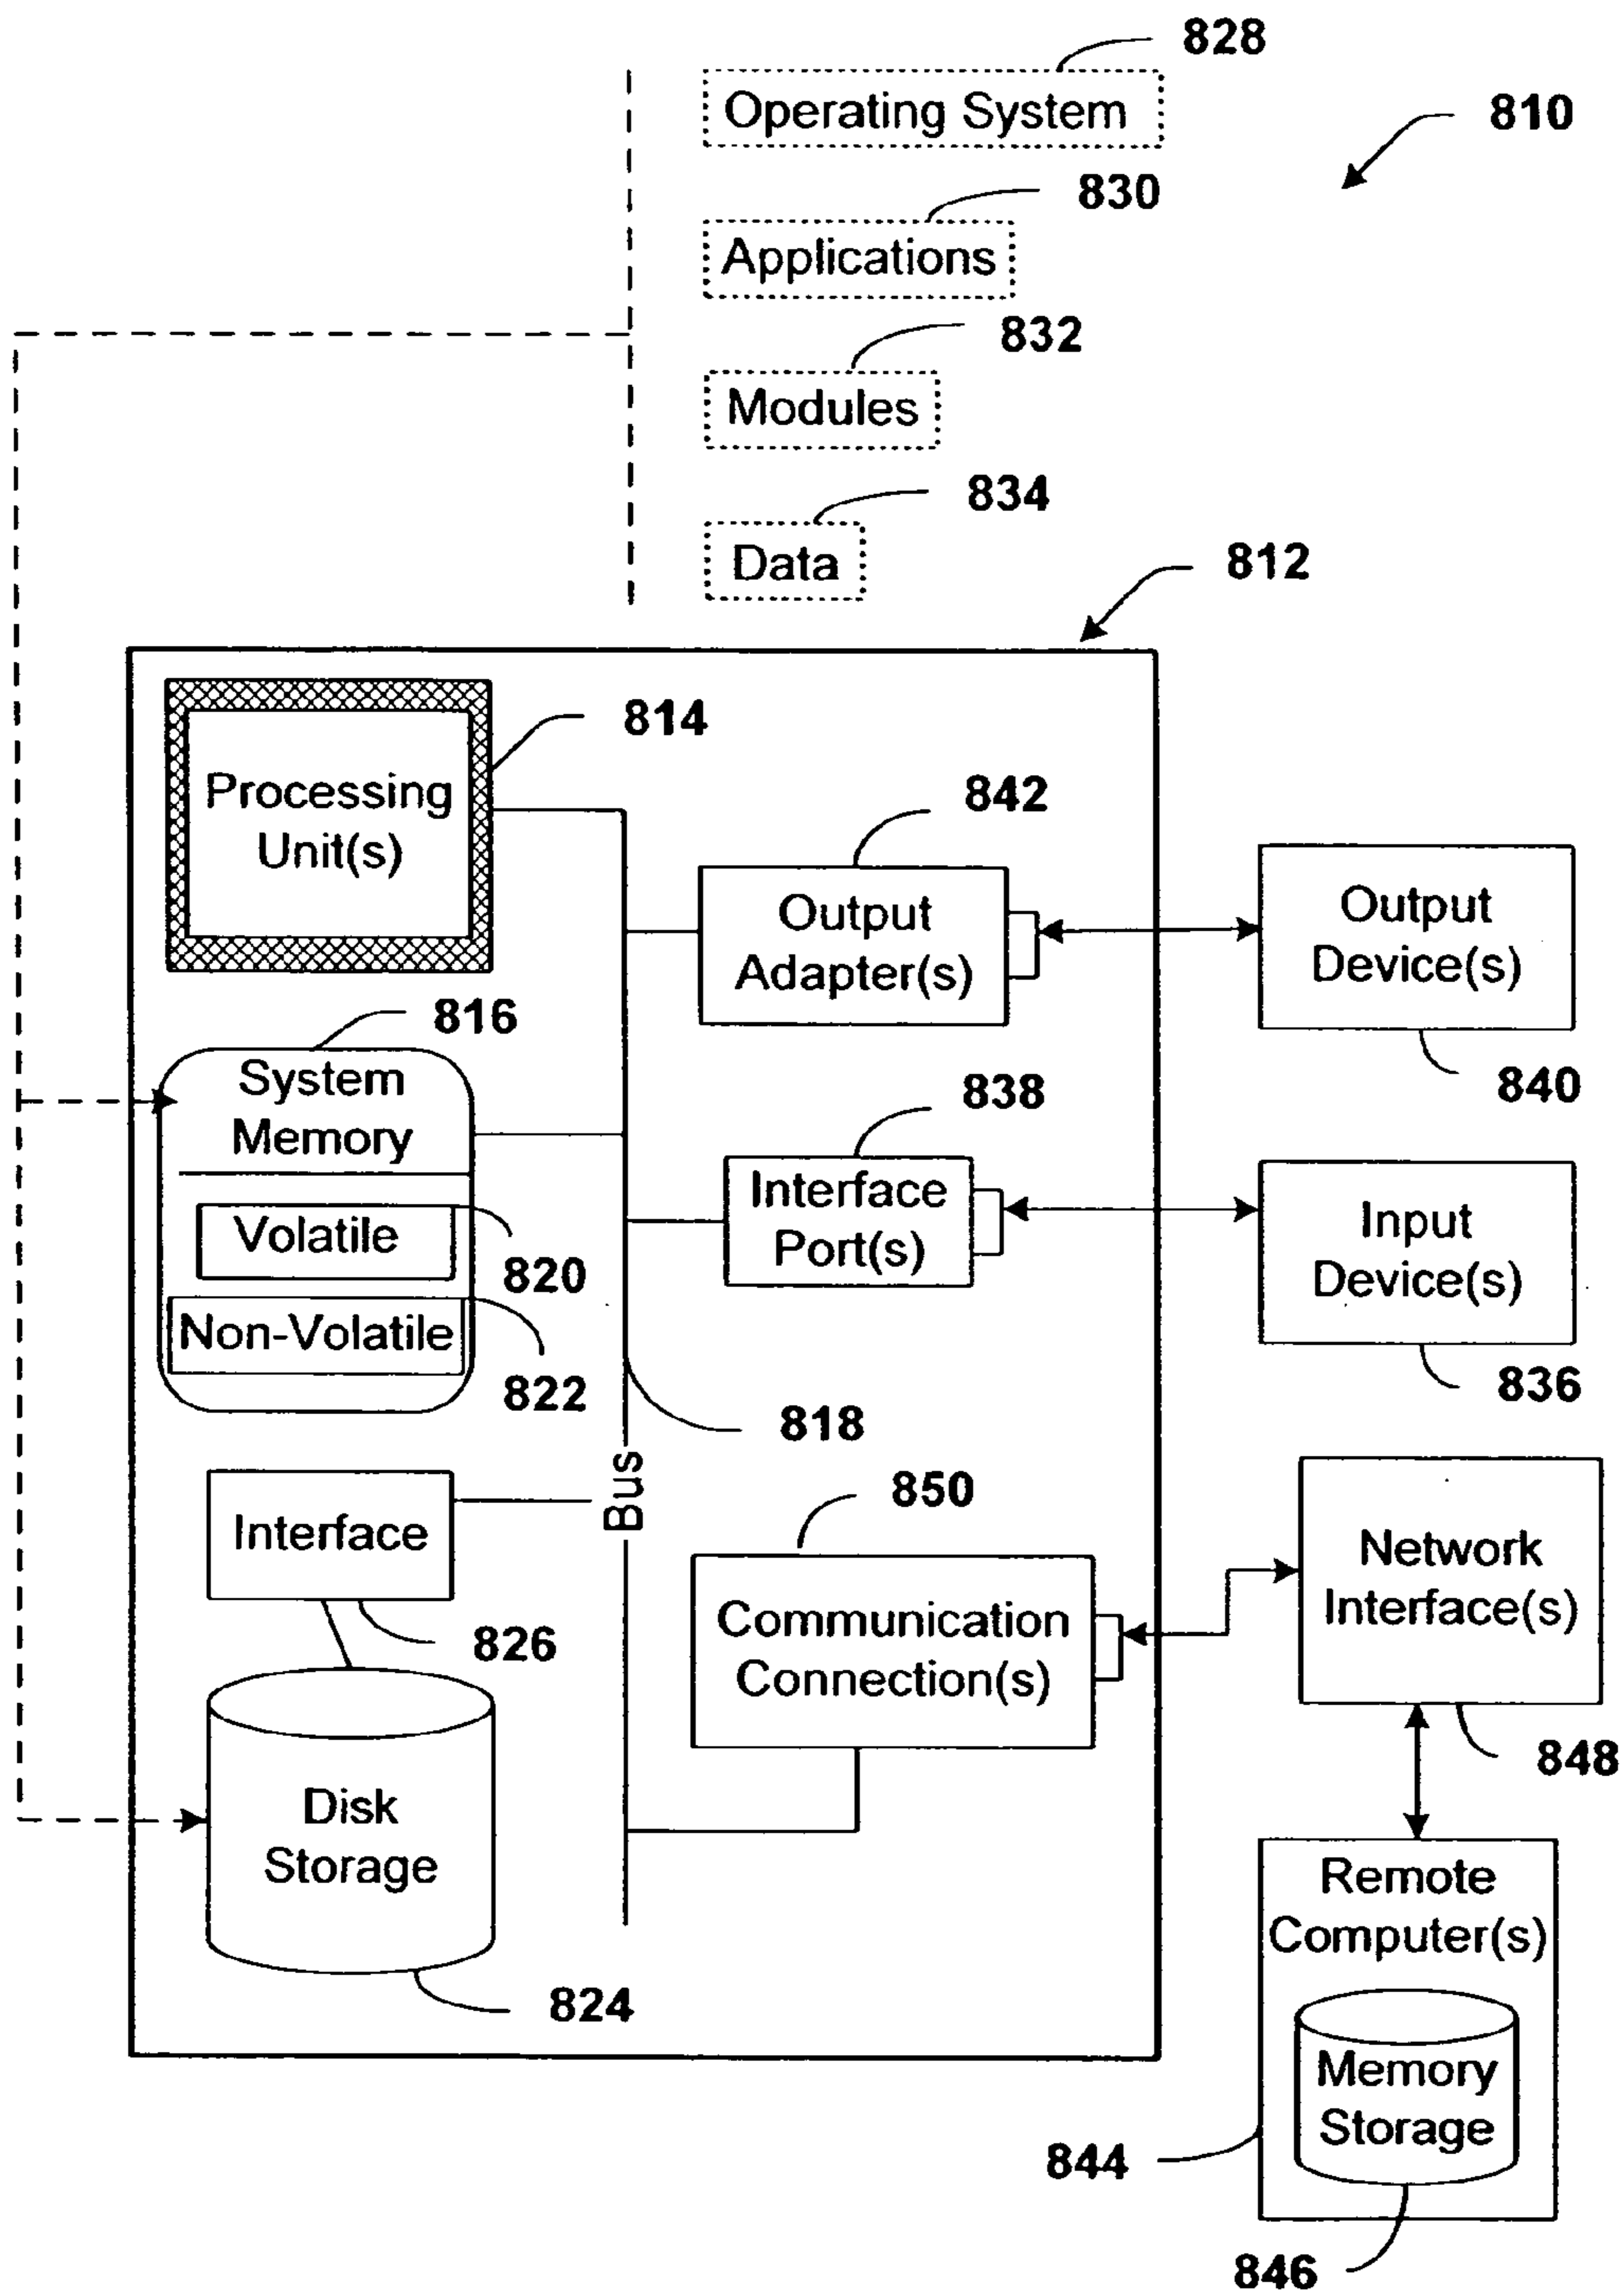 828
Operating System
810
830
Applications
832
Modules
834
Data
812
814
Processing
Unit(s)
842
Output
Adapter(s)
Output
Device(s)
840
816
System
Memory
838
Interface
Port(s)
Input
Device(s)
836
Volatile
820
Non-Volatile
822
818
Bus
Interface
826
850
Communication
Connection(s)
Network
Interface(s)
848
Disk
Storage
824
Remote
Computer(s)
Memory
Storage
844
846